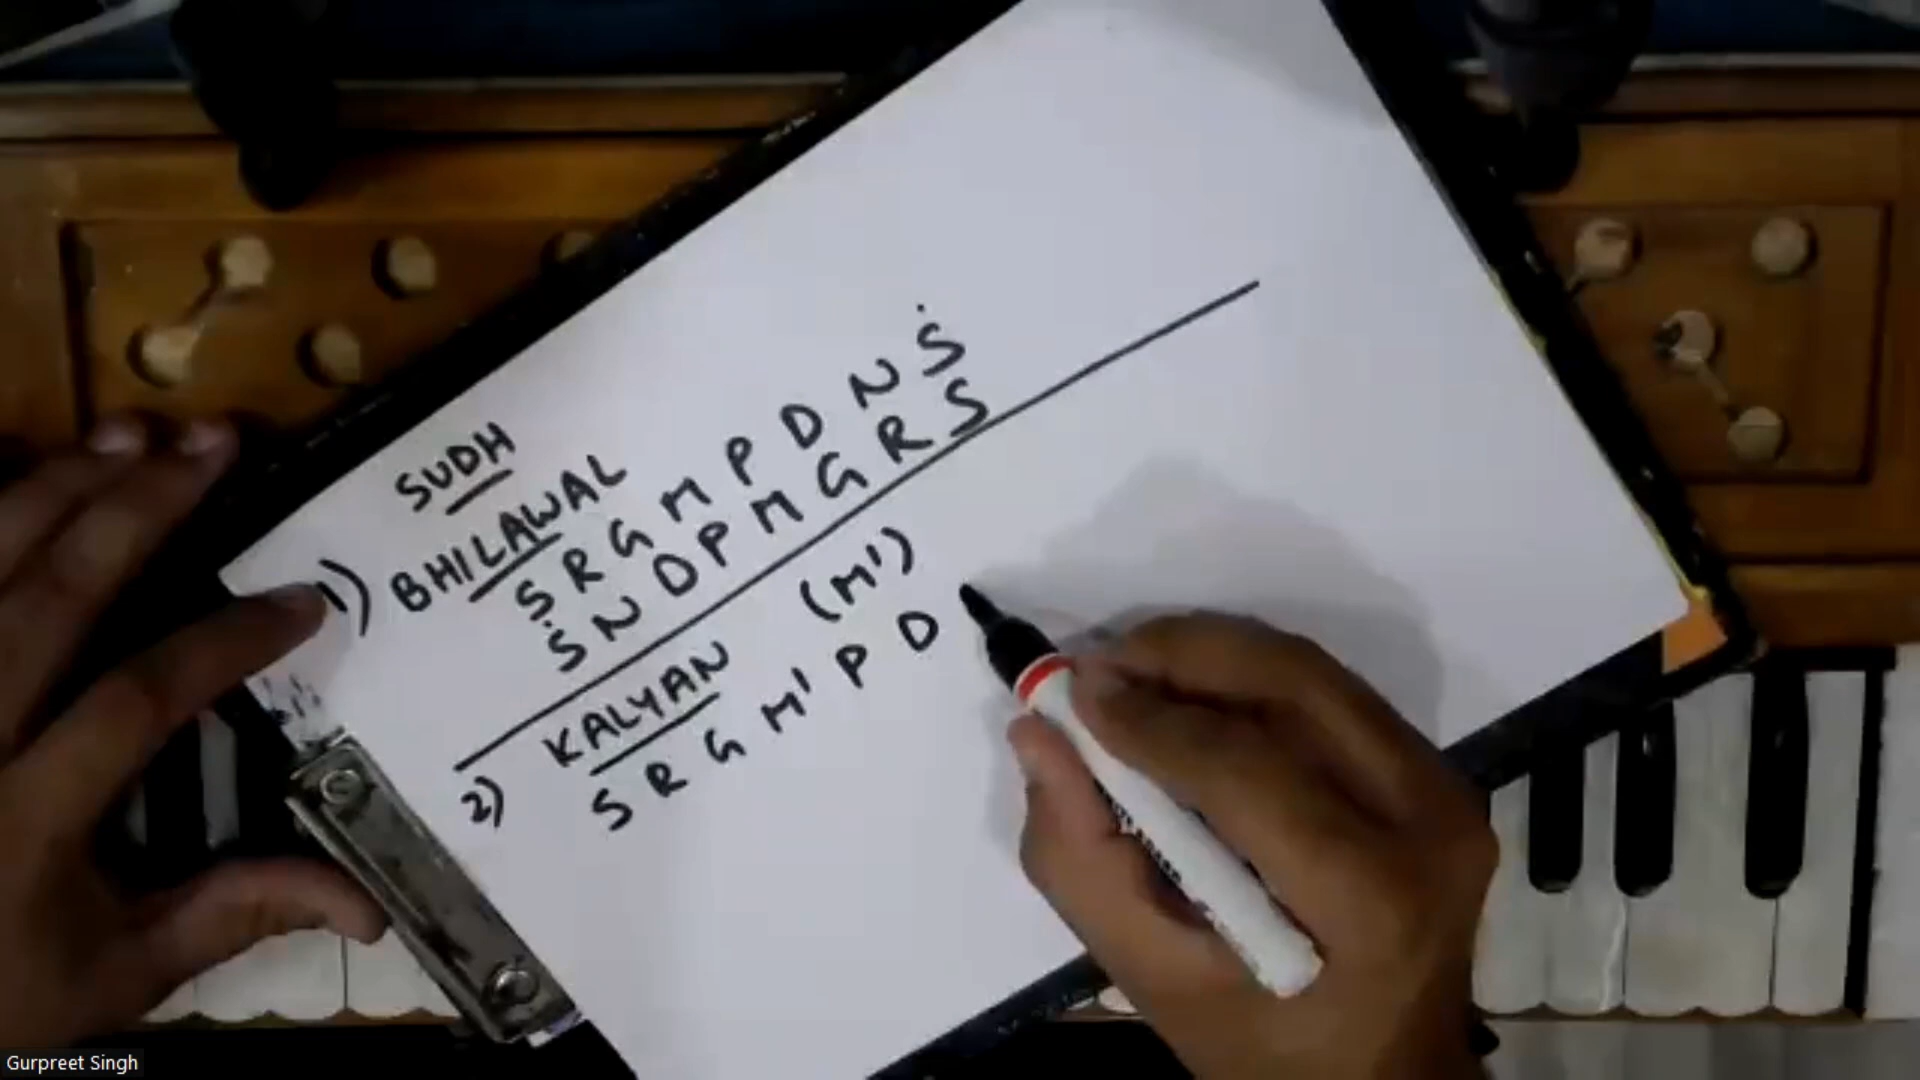 SUDH
1) BHILAWAL
S R G M P D N Ṡ
Ṡ N D P M G R S
2) KALYAN (M')
S R G M' P D
Gurpreet Singh